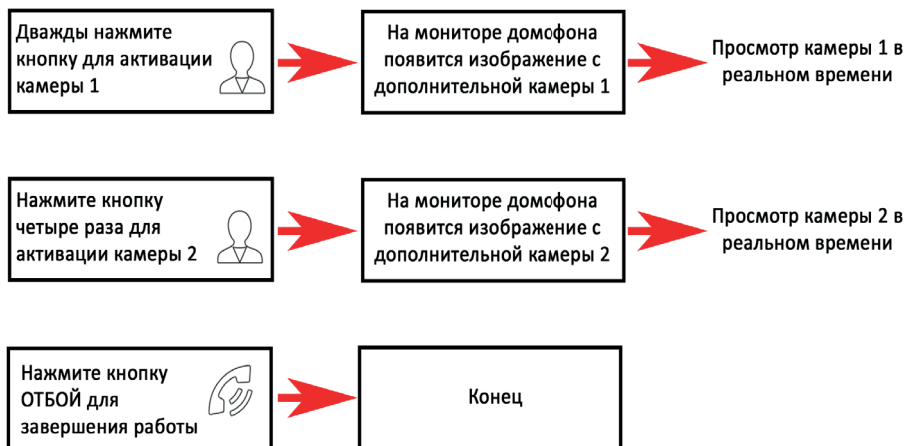 Дважды нажмите
кнопку для активации
камеры 1
На мониторе домофона
появится изображение с
дополнительной камеры 1
Просмотр камеры 1 в
реальном времени
Нажмите кнопку
четыре раза для
активации камеры 2
На мониторе домофона
появится изображение с
дополнительной камеры 2
Просмотр камеры 2 в
реальном времени
Нажмите кнопку
ОТБОЙ для
завершения работы
Конец